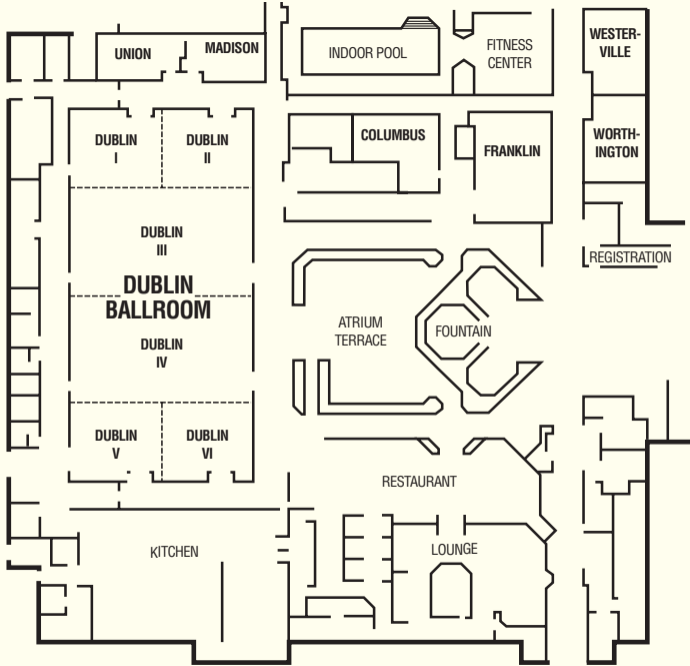 UNION
MADISON
INDOOR POOL
FITNESS
CENTER
WESTER-
VILLE
DUBLIN
I
DUBLIN
II
COLUMBUS
FRANKLIN
WORTH-
INGTON
DUBLIN
III
REGISTRATION
DUBLIN
BALLROOM
ATRIUM
TERRACE
FOUNTAIN
DUBLIN
IV
DUBLIN
V
DUBLIN
VI
RESTAURANT
KITCHEN
LOUNGE